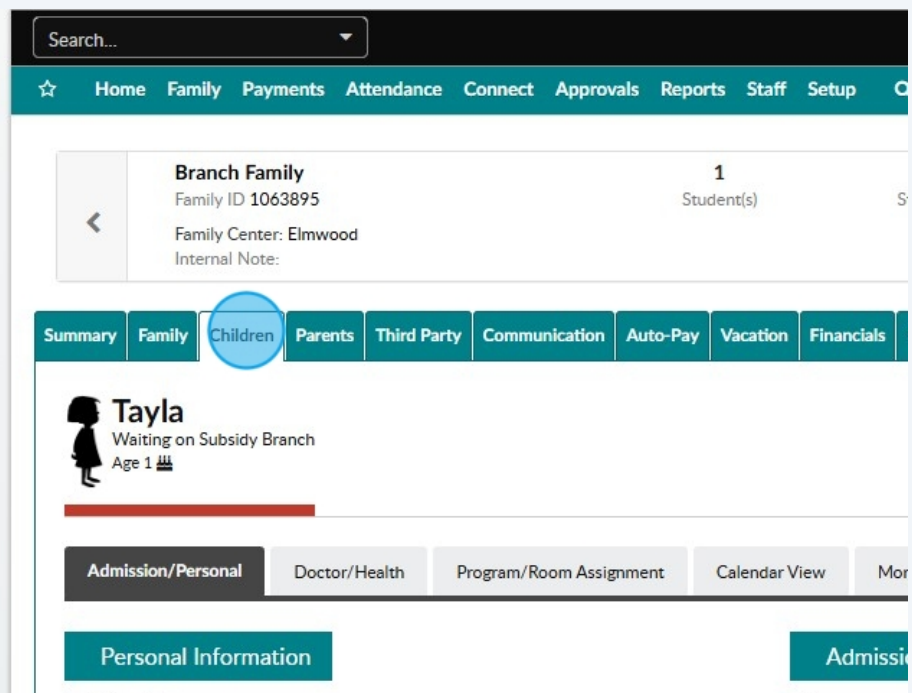 Search...
Home Family Payments Attendance Connect Approvals Reports Staff Setup
Branch Family
1
Family ID 1063895
Student(s)
Family Center: Elmwood
Internal Note:
Summary Family Children Parents Third Party Communication Auto-Pay Vacation Financials
Tayla
Waiting on Subsidy Branch
Age 1
Admission/Personal Doctor/Health Program/Room Assignment Calendar View
Personal Information